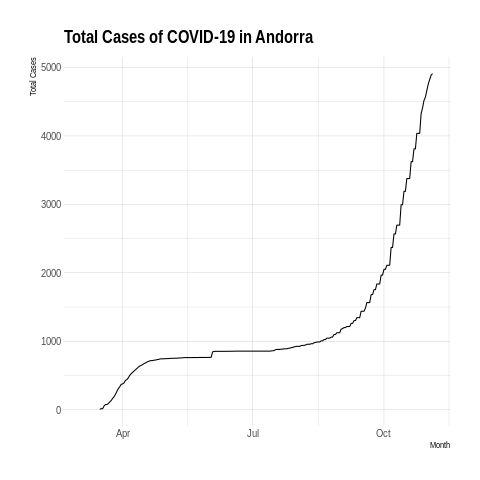 Total Cases of COVID-19 in Andorra
Total Cases
5000
4000
3000
2000
1000
0
Apr Jul Oct
Month